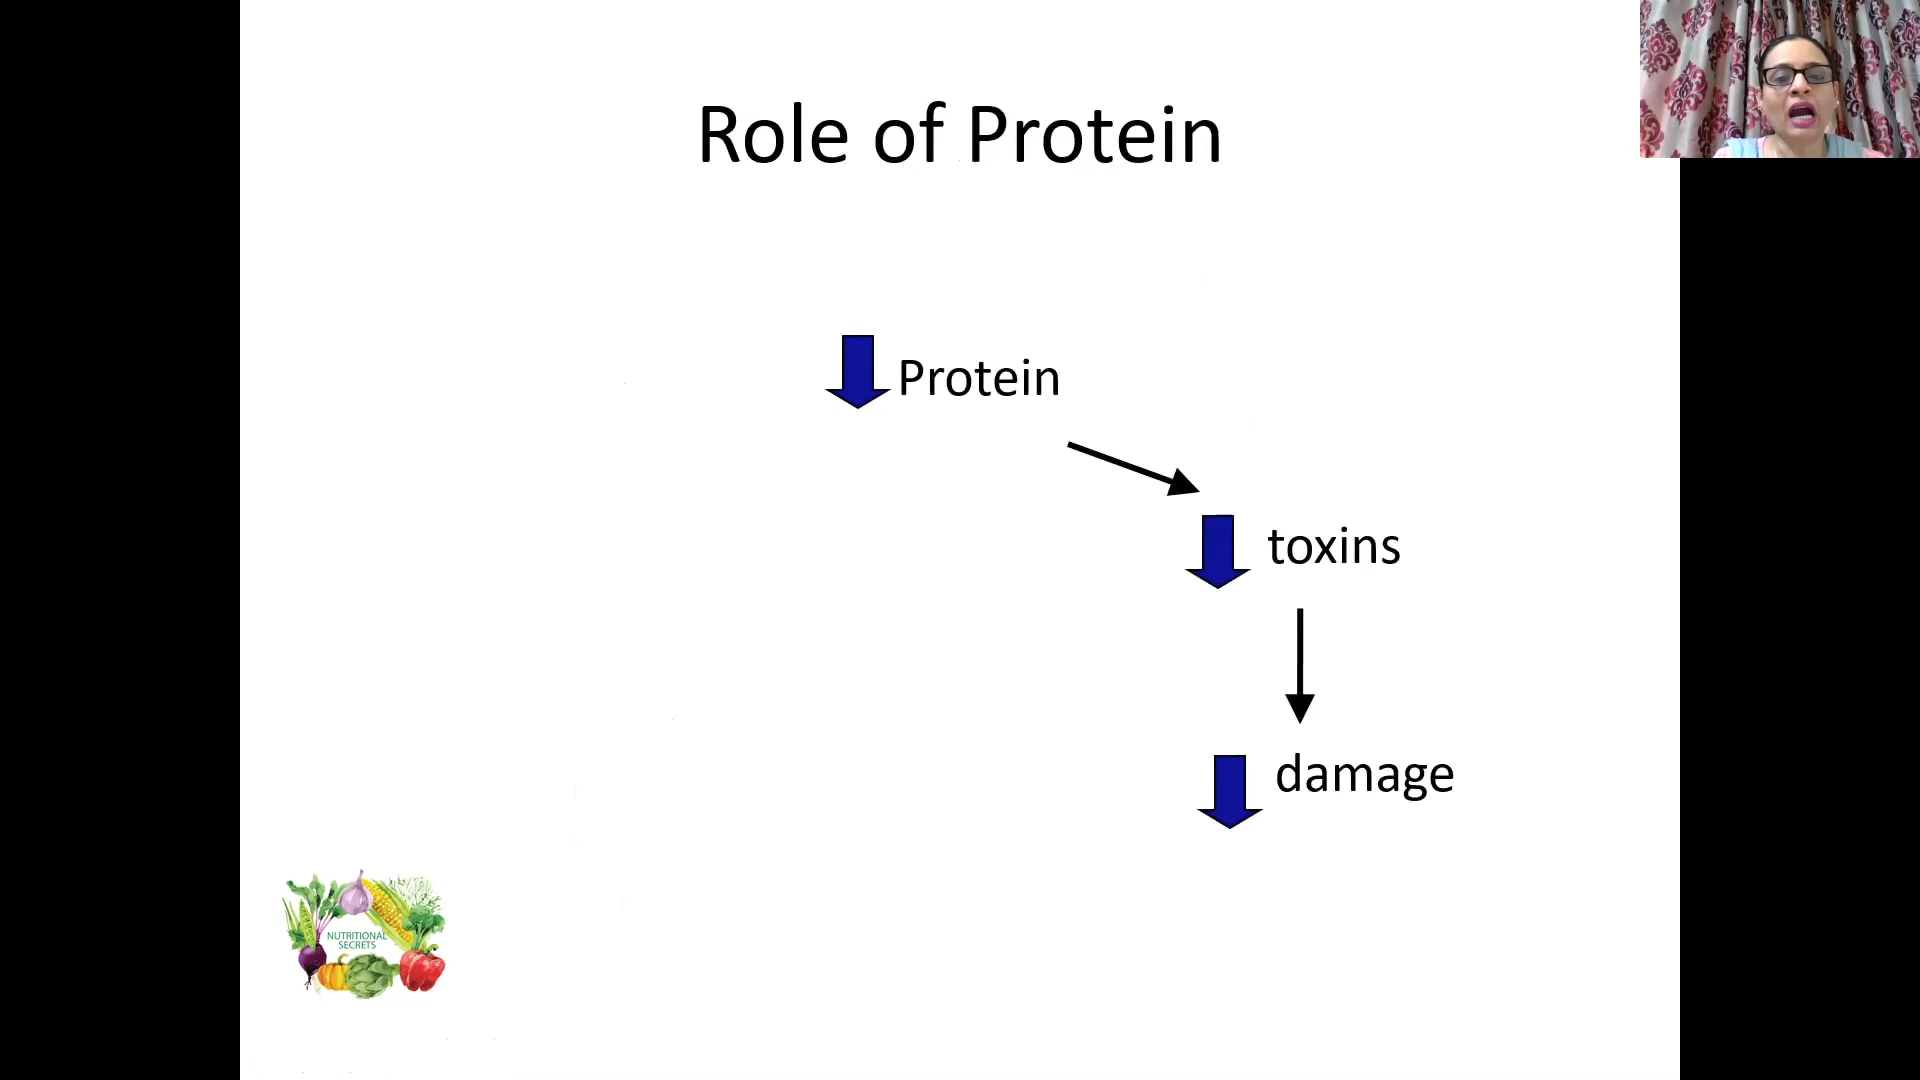 Role of Protein
Protein
toxins
damage
NUTRITIONAL
SECRETS